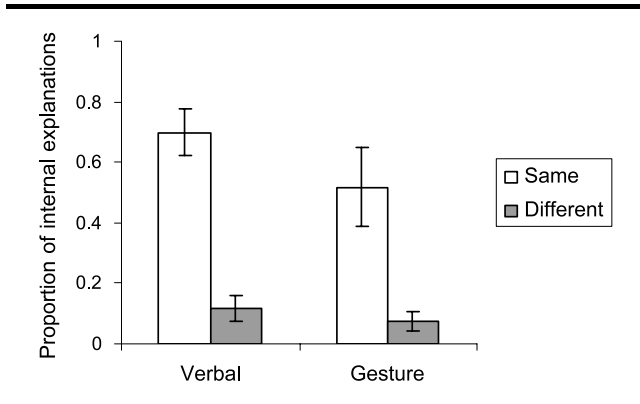 Proportion of internal explanations
1
0.8
0.6
0.4
0.2
0
Verbal
Gesture
Same
Different